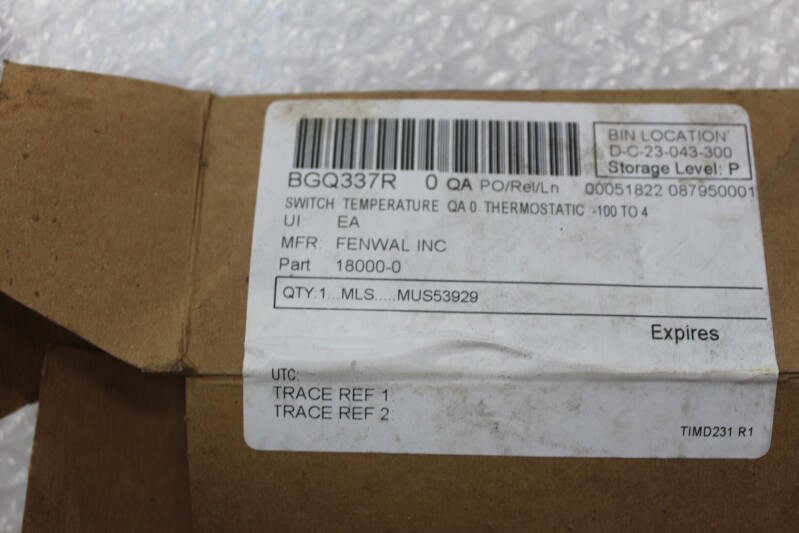 BIN LOCATION
D-C-23-043-300
Storage Level: P
BGQ337R 0 QA PO/Rel/Ln 00051822 087950001
SWITCH TEMPERATURE QA 0 THERMOSTATIC -100 TO 4
UI EA
MFR: FENWAL INC
Part 18000-0
QTY:1...MLS.....MUS53929
Expires
UTC:
TRACE REF 1:
TRACE REF 2:
TIMD231 R1